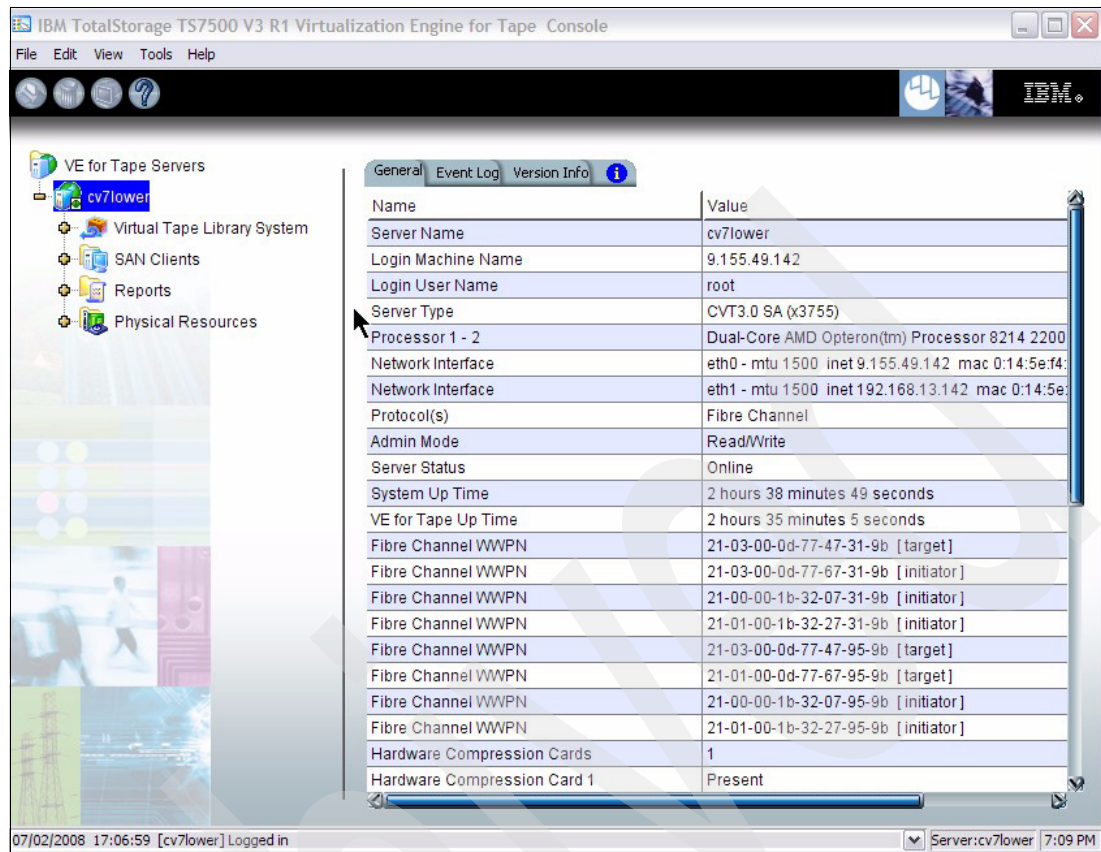 IBM TotalStorage TS7500 V3 R1 Virtualization Engine for Tape Console
File Edit View Tools Help
IBM
VE for Tape Servers
cv7lower
Virtual Tape Library System
SAN Clients
Reports
Physical Resources
General Event Log Version Info
Name Value
Server Name cv7lower
Login Machine Name 9.155.49.142
Login User Name root
Server Type CVT3.0 SA (x3755)
Processor 1 - 2 Dual-Core AMD Opteron(tm) Processor 8214 2200
Network Interface eth0 - mtu 1500 inet 9.155.49.142 mac 0:14:5e:f4:
Network Interface eth1 - mtu 1500 inet 192.168.13.142 mac 0:14:5e:
Protocol(s) Fibre Channel
Admin Mode Read/Write
Server Status Online
System Up Time 2 hours 38 minutes 49 seconds
VE for Tape Up Time 2 hours 35 minutes 5 seconds
Fibre Channel WWPN 21-03-00-0d-77-47-31-9b [target]
Fibre Channel WWPN 21-03-00-0d-77-67-31-9b [initiator]
Fibre Channel WWPN 21-00-00-1b-32-07-31-9b [initiator]
Fibre Channel WWPN 21-01-00-1b-32-27-31-9b [initiator]
Fibre Channel WWPN 21-03-00-0d-77-47-95-9b [target]
Fibre Channel WWPN 21-01-00-0d-77-67-95-9b [target]
Fibre Channel WWPN 21-00-00-1b-32-07-95-9b [initiator]
Fibre Channel WWPN 21-01-00-1b-32-27-95-9b [initiator]
Hardware Compression Cards 1
Hardware Compression Card 1 Present
07/02/2008 17:06:59 [cv7lower] Logged in
Server:cv7lower 7:09 PM